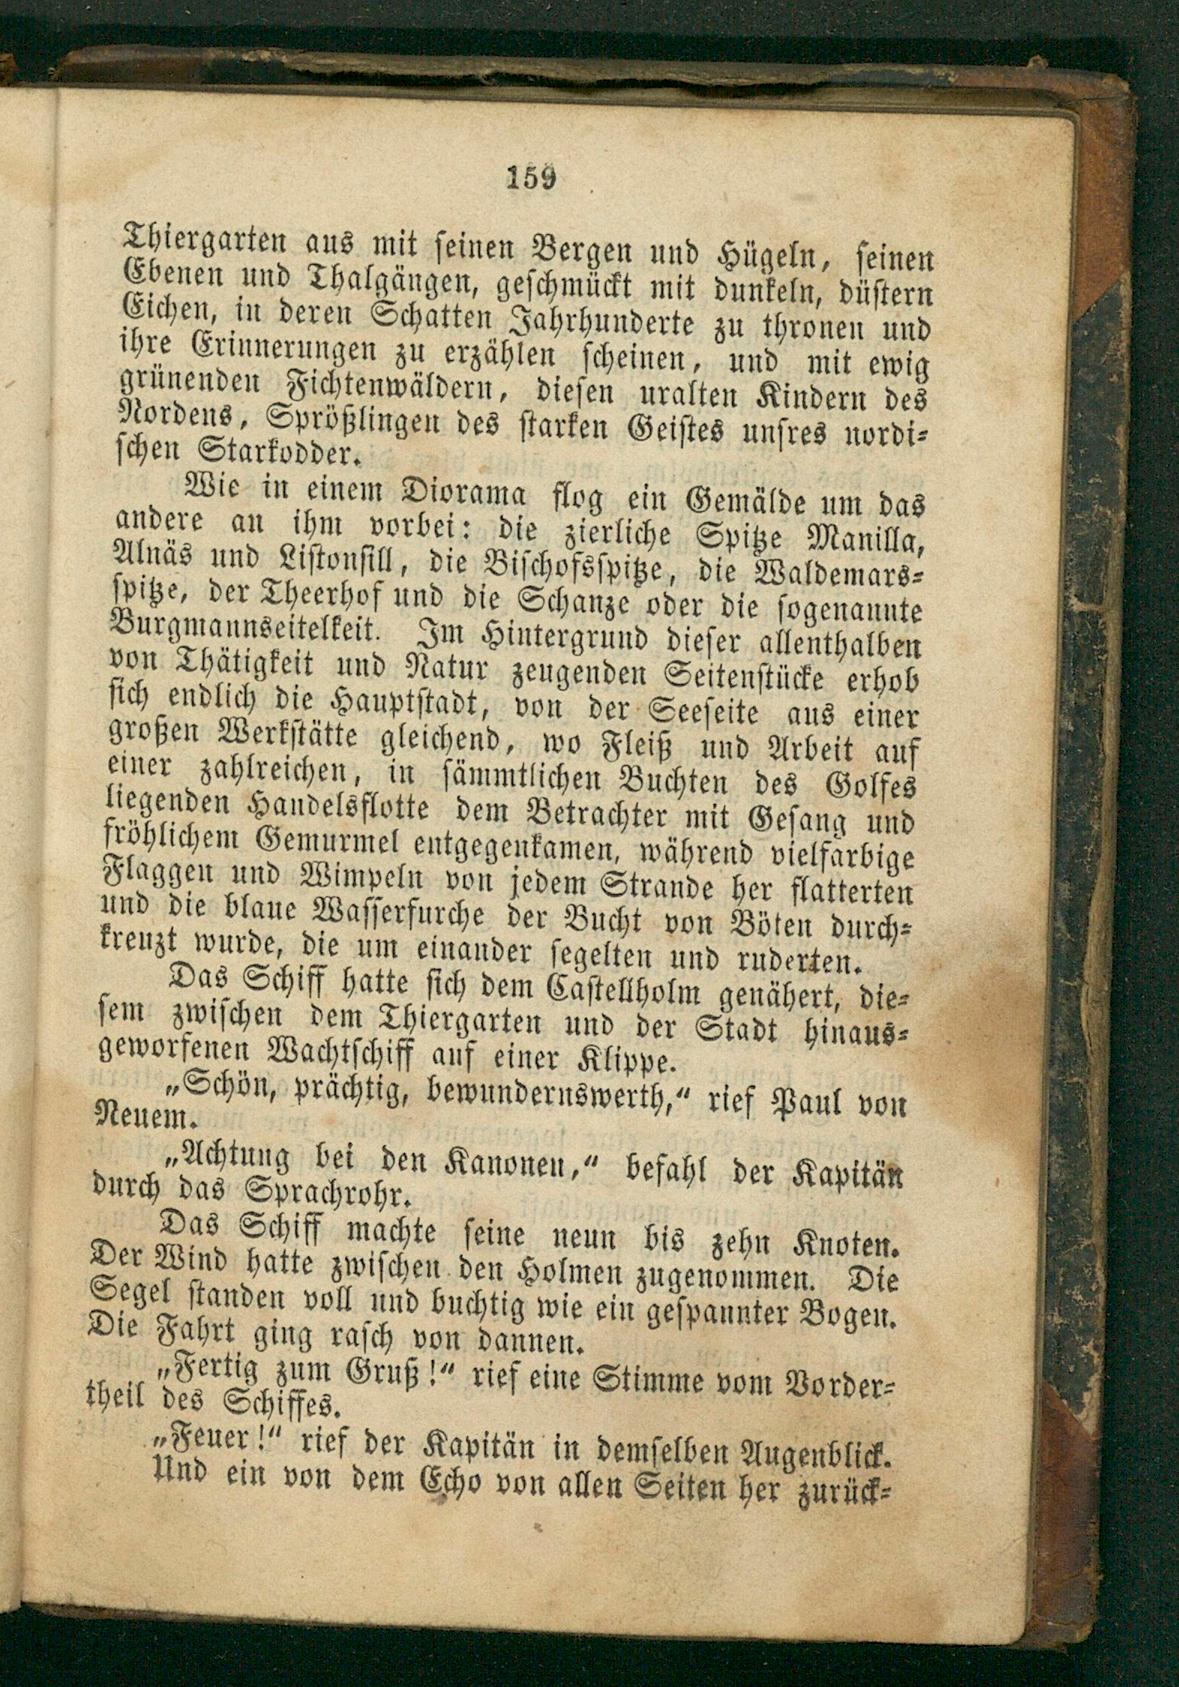 159
Thiergarten aus mit seinen Bergen und Hügeln, seinen
Ebenen und Thalgängen, geschmückt mit dunkeln, düstern
Eichen, in deren Schatten Jahrhunderte zu thronen und
ihre Erinnerungen zu erzählen scheinen, und mit ewig
grünenden Fichtenwäldern, diesen uralten Kindern des
Nordens, Sprößlingen des starken Geistes unsres nordi-
schen Starkodder.
Wie in einem Diorama flog ein Gemälde um das
andere an ihm vorbei: die zierliche Spitze Manilla,
Alnäs und Listonsill, die Bischofsspitze, die Waldemars-
spitze, der Theerhof und die Schanze oder die sogenannte
Burgmannseitelkeit. Im Hintergrund dieser allenthalben
von Thätigkeit und Natur zeugenden Seitenstücke erhob
sich endlich die Hauptstadt, von der Seeseite aus einer
großen Werkstätte gleichend, wo Fleiß und Arbeit auf
einer zahlreichen, in sämmtlichen Buchten des Golfes
liegenden Handelsflotte dem Betrachter mit Gesang und
fröhlichem Gemurmel entgegenkamen, während vielfarbige
Flaggen und Wimpeln von jedem Strande her flatterten
und die blaue Wasserfurche der Bucht von Böten durch-
kreuzt wurde, die um einander segelten und ruderten.
Das Schiff hatte sich dem Castellholm genähert, die-
sem zwischen dem Thiergarten und der Stadt hinaus-
geworfenen Wachtschiff auf einer Klippe.
„Schön, prächtig, bewundernswerth,“ rief Paul von
Neuem.
„Achtung bei den Kanonen,“ befahl der Kapitän
durch das Sprachrohr.
Das Schiff machte seine neun bis zehn Knoten.
Der Wind hatte zwischen den Holmen zugenommen. Die
Segel standen voll und buchtig wie ein gespannter Bogen.
Die Fahrt ging rasch von dannen.
„Fertig zum Gruß!“ rief eine Stimme vom Vorder-
theil des Schiffes.
„Feuer!“ rief der Kapitän in demselben Augenblick.
Und ein von dem Echo von allen Seiten her zurück-